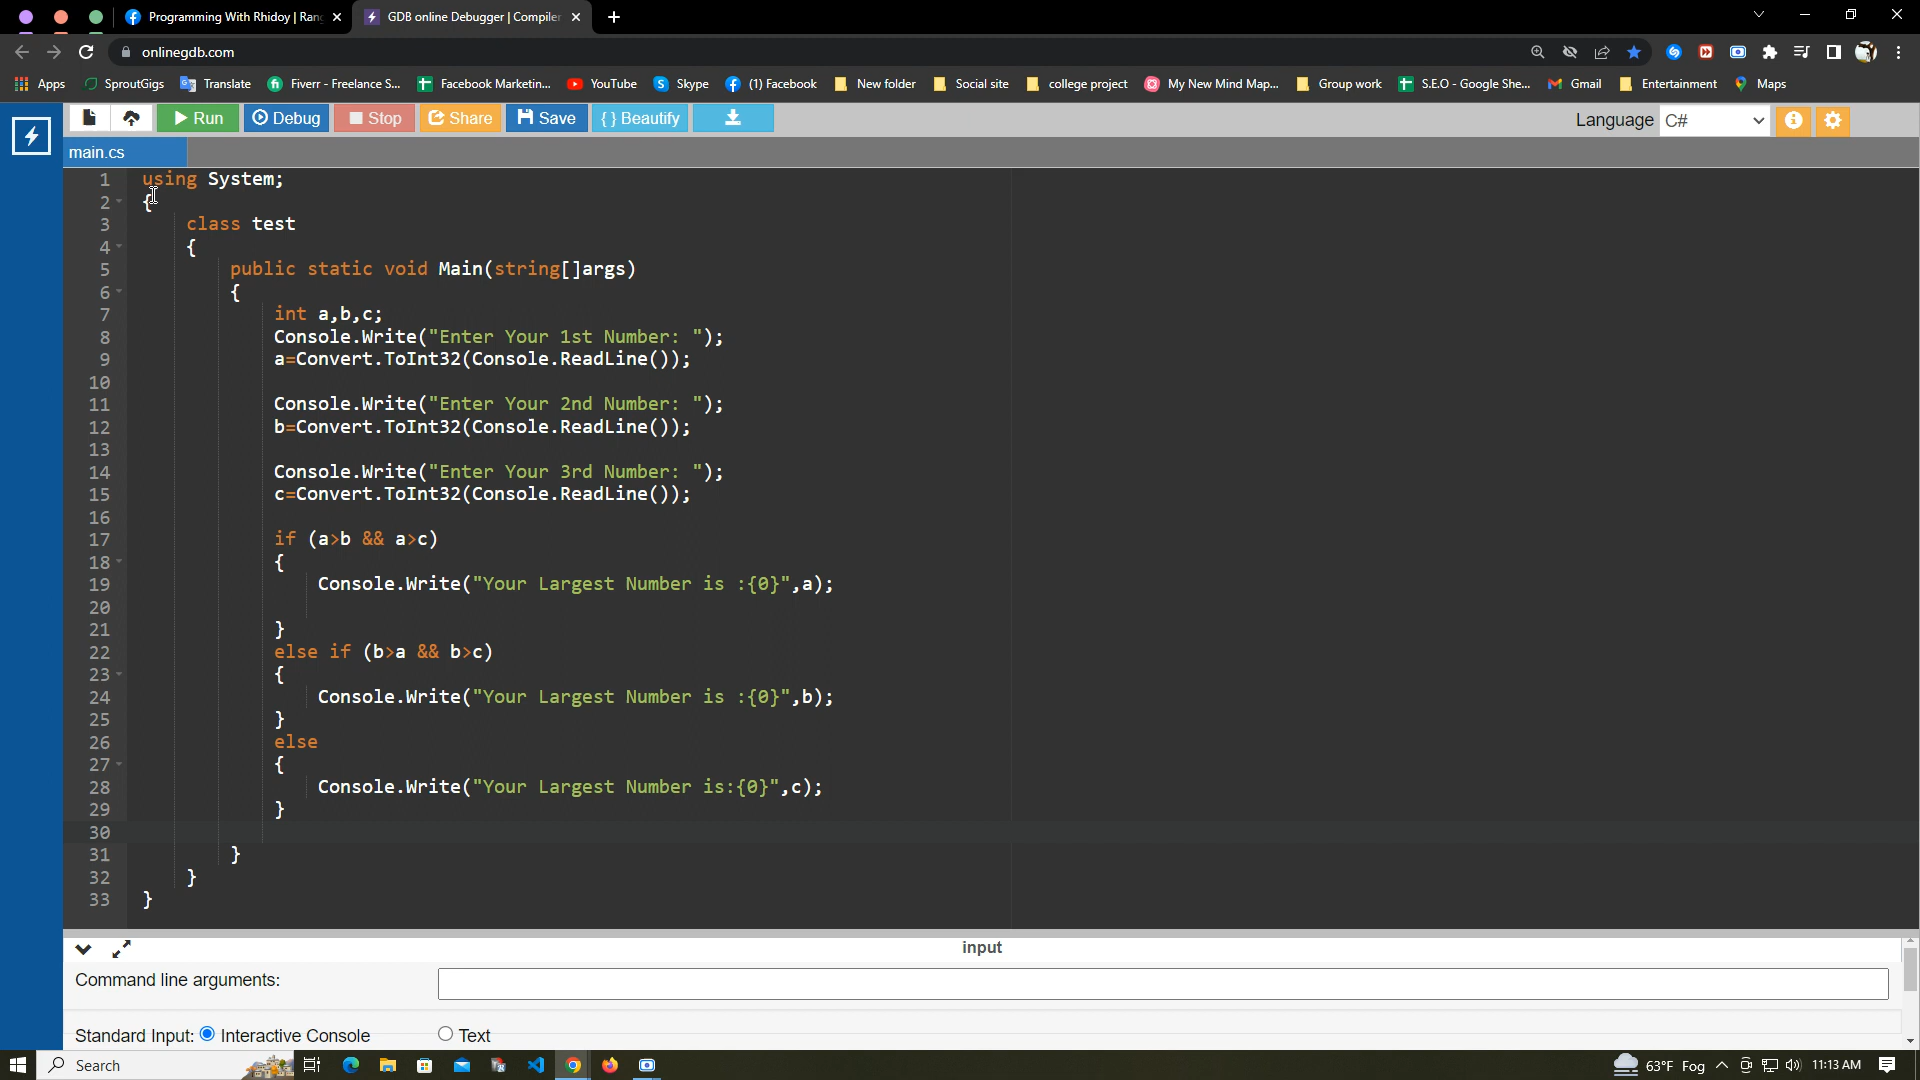 Programming With Rhidoy | Ran
GDB online Debugger | Compiler
onlinegdb.com
Apps
SproutGigs
Translate
Fiverr - Freelance S...
Facebook Marketin...
YouTube
Skype
(1) Facebook
New folder
Social site
college project
My New Mind Map...
Group work
S.E.O - Google She...
Gmail
Entertainment
Maps
Run
Debug
Stop
Share
Save
{ } Beautify
Language
C#
main.cs
1 using System;
2 {
3 class test
4 {
5 public static void Main(string[]args)
6 {
7 int a,b,c;
8 Console.Write("Enter Your 1st Number: ");
9 a=Convert.ToInt32(Console.ReadLine());
10
11 Console.Write("Enter Your 2nd Number: ");
12 b=Convert.ToInt32(Console.ReadLine());
13
14 Console.Write("Enter Your 3rd Number: ");
15 c=Convert.ToInt32(Console.ReadLine());
16
17 if (a>b && a>c)
18 {
19 Console.Write("Your Largest Number is :{0}",a);
20
21 }
22 else if (b>a && b>c)
23 {
24 Console.Write("Your Largest Number is :{0}",b);
25 }
26 else
27 {
28 Console.Write("Your Largest Number is:{0}",c);
29 }
30
31 }
32 }
33 }
input
Command line arguments:
Standard Input: Interactive Console Text
Search
63°F Fog
11:13 AM